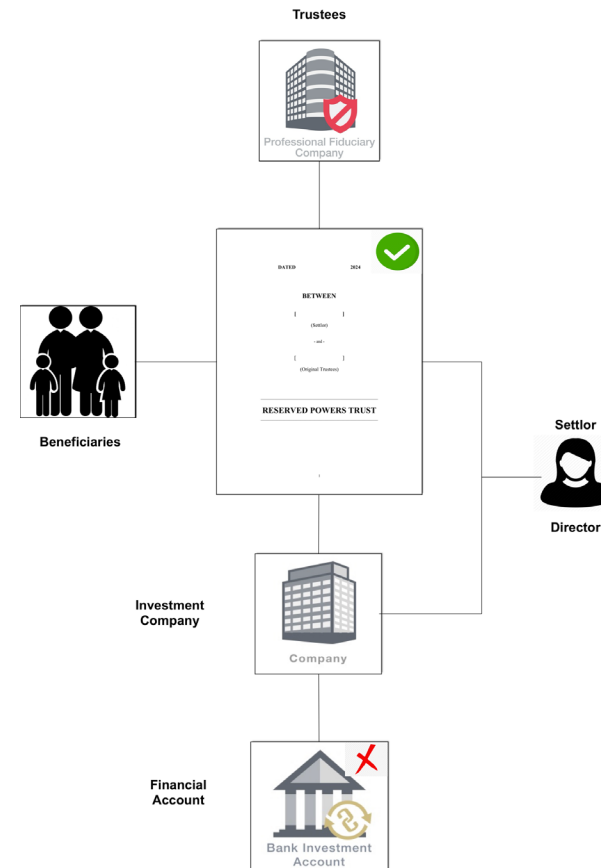 Trustees
Professional Fiduciary
Company
DATED 2024
BETWEEN
[ ]
(Settlor)
- and -
[ ]
(Original Trustees)
RESERVED POWERS TRUST
1
Beneficiaries
Settlor
Director
Investment
Company
Company
Financial
Account
Bank Investment
Account